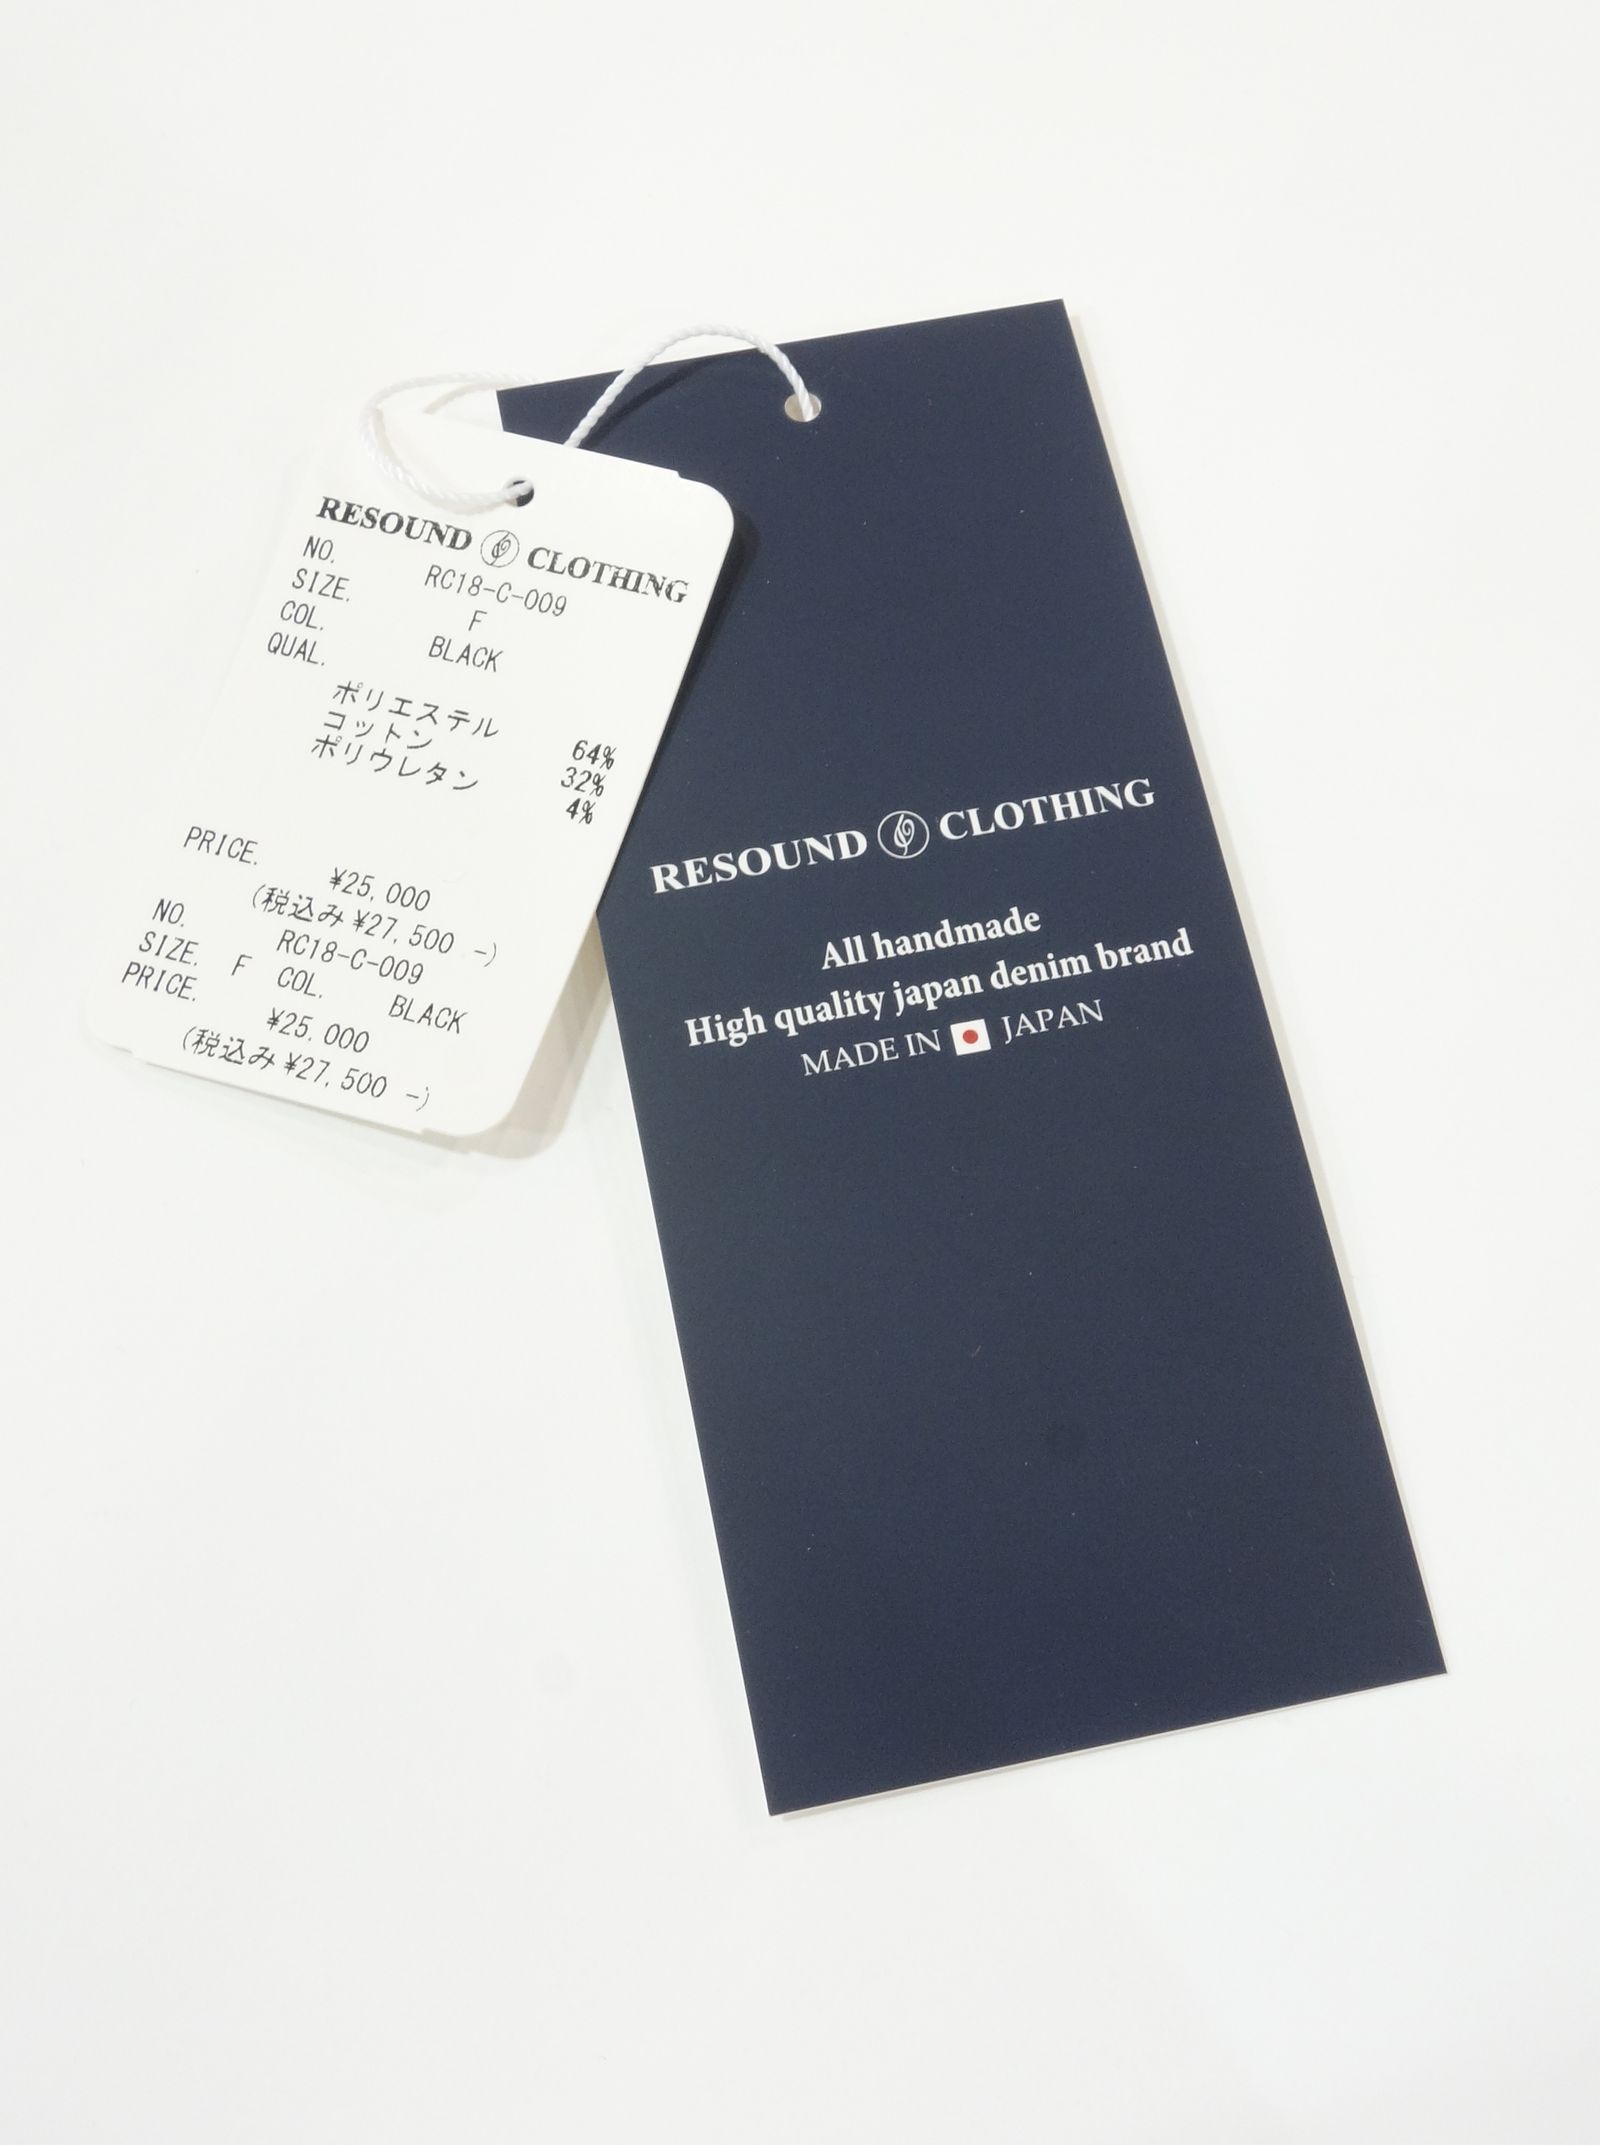 RESOUND CLOTHING
NO. RC18-C-009
SIZE. F
COL. BLACK
QUAL.
ポリエステル 64%
コットン 32%
ポリウレタン 4%
PRICE. ¥25,000
(税込み¥27,500 -)
NO. RC18-C-009
SIZE. F COL. BLACK
PRICE. ¥25,000
(税込み¥27,500 -)
RESOUND CLOTHING
All handmade
High quality japan denim brand
MADE IN JAPAN